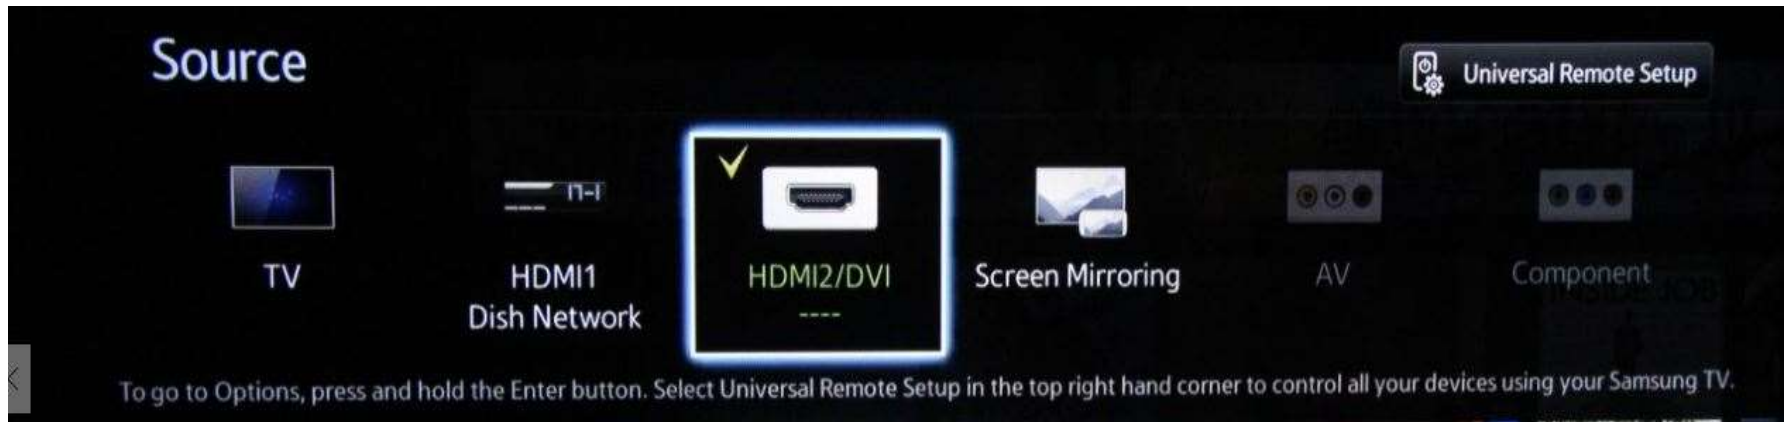 Source
Universal Remote Setup
TV
HDMI1
Dish Network
HDMI2/DVI
----
Screen Mirroring
AV
Component
INSIDE JOB
To go to Options, press and hold the Enter button. Select Universal Remote Setup in the top right hand corner to control all your devices using your Samsung TV.